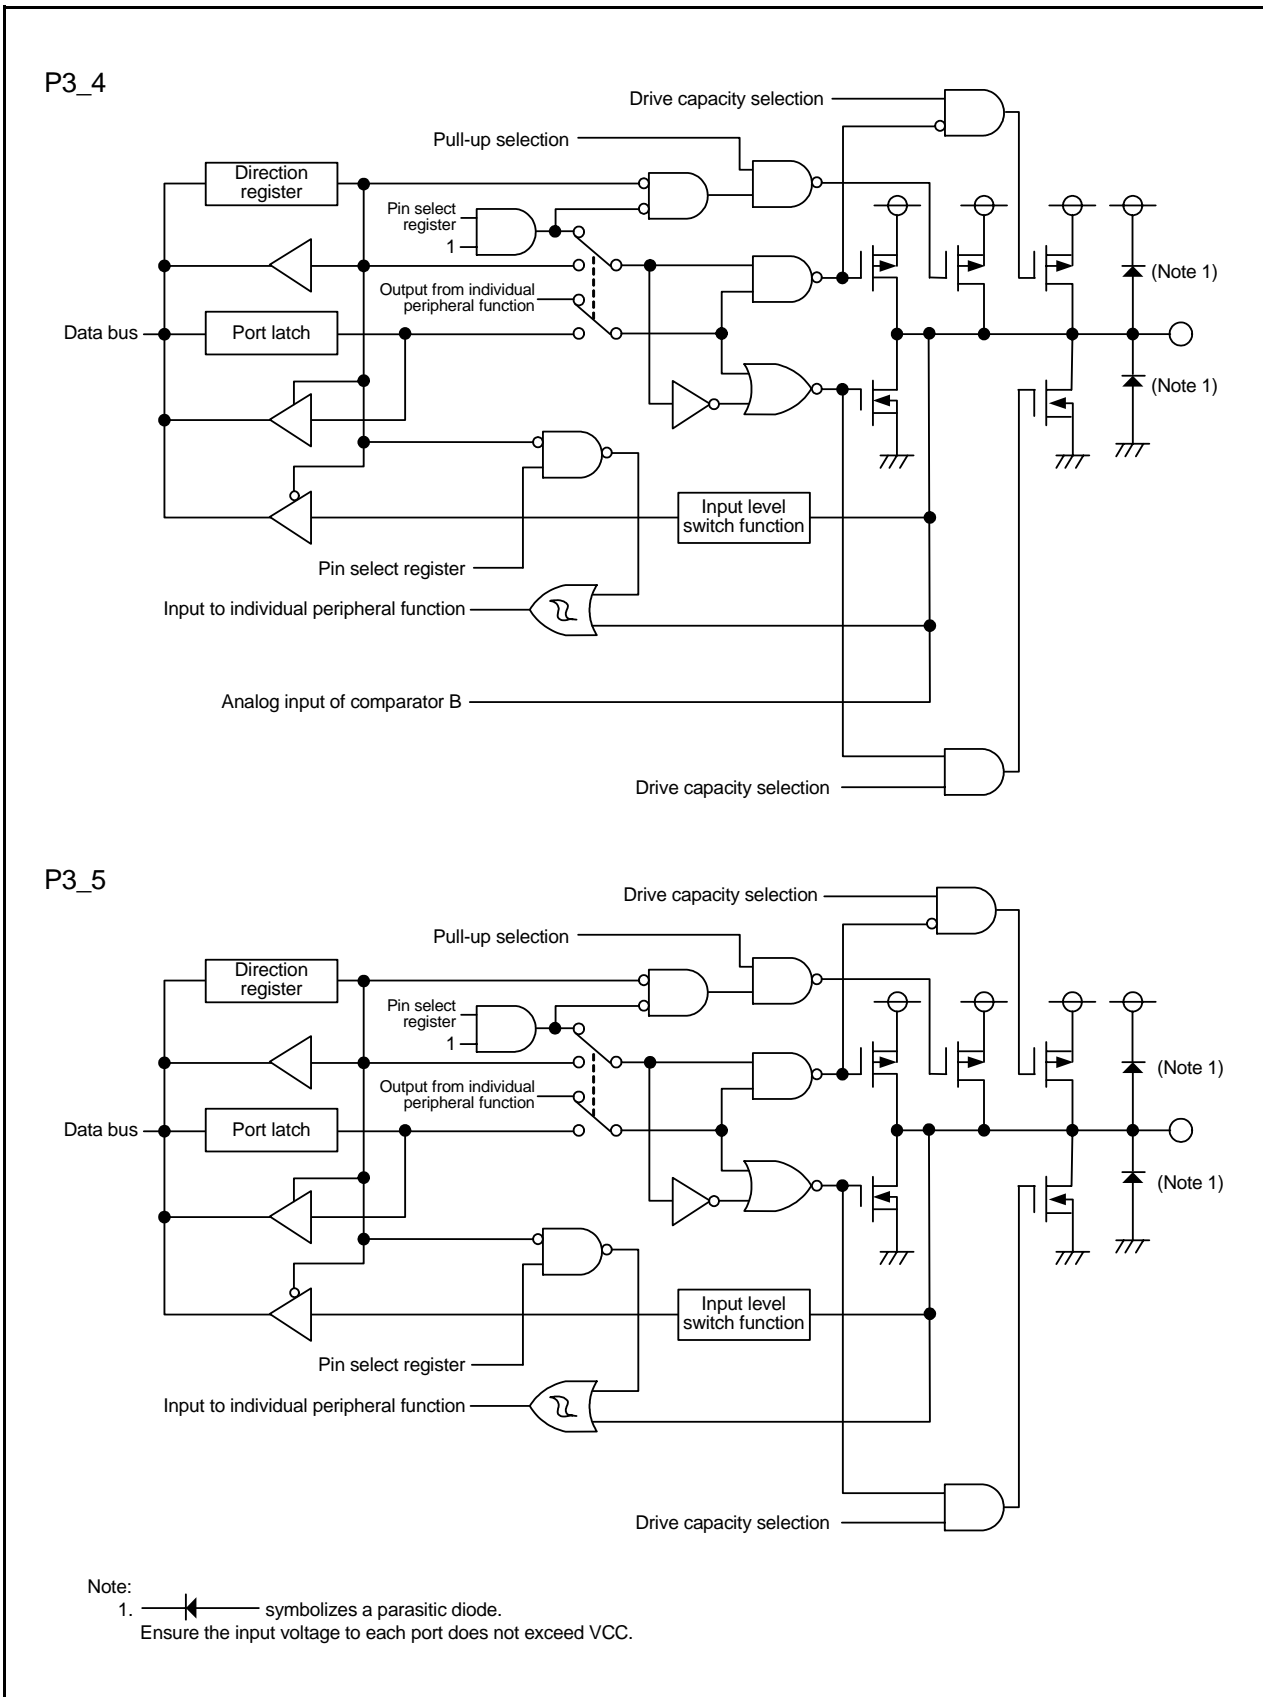 P3_4
Drive capacity selection
Pull-up selection
Direction
register
Pin select
register
1
(Note 1)
Output from individual
peripheral function
Data bus
Port latch
(Note 1)
Input level
switch function
Pin select register
Input to individual peripheral function
Analog input of comparator B
Drive capacity selection
P3_5
Drive capacity selection
Pull-up selection
Direction
register
Pin select
register
1
(Note 1)
Output from individual
peripheral function
Data bus
Port latch
(Note 1)
Input level
switch function
Pin select register
Input to individual peripheral function
Drive capacity selection
Note:
1. symbolizes a parasitic diode.
Ensure the input voltage to each port does not exceed VCC.